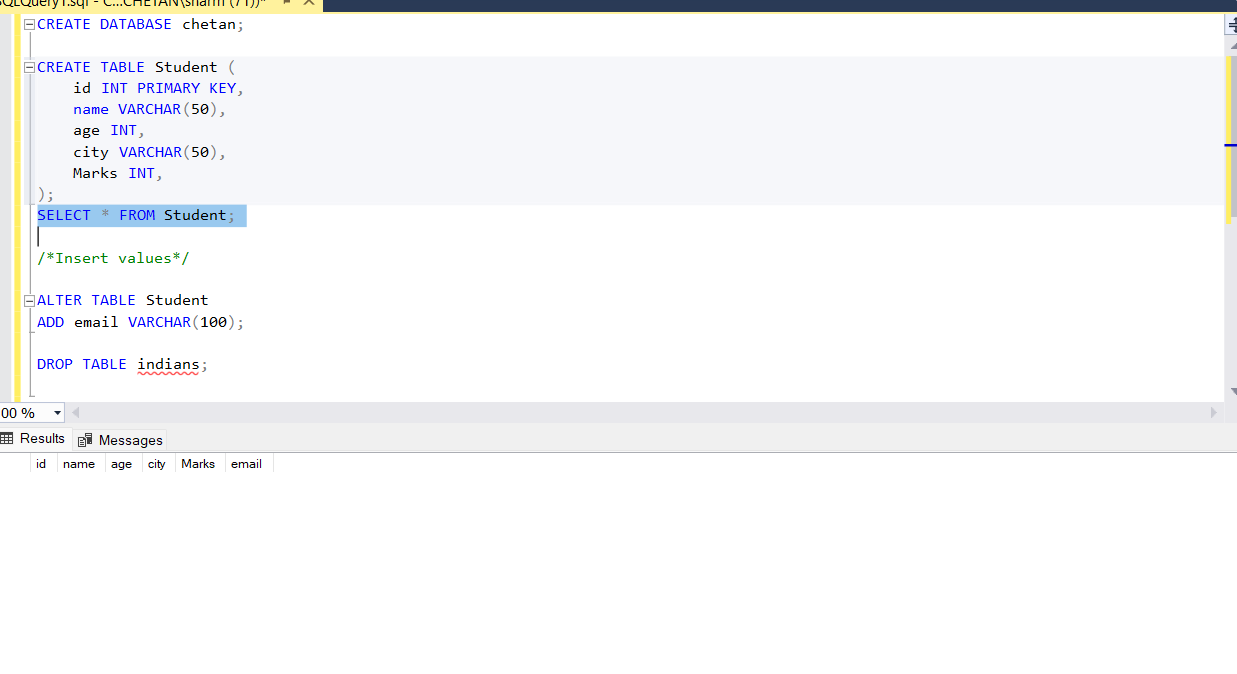 SQLQuery1.sql - C...CHETAN\sharm (71))*
CREATE DATABASE chetan;
CREATE TABLE Student (
id INT PRIMARY KEY,
name VARCHAR(50),
age INT,
city VARCHAR(50),
Marks INT,
);
SELECT * FROM Student;
/*Insert values*/
ALTER TABLE Student
ADD email VARCHAR(100);
DROP TABLE indians;
00 %
Results Messages
id name age city Marks email